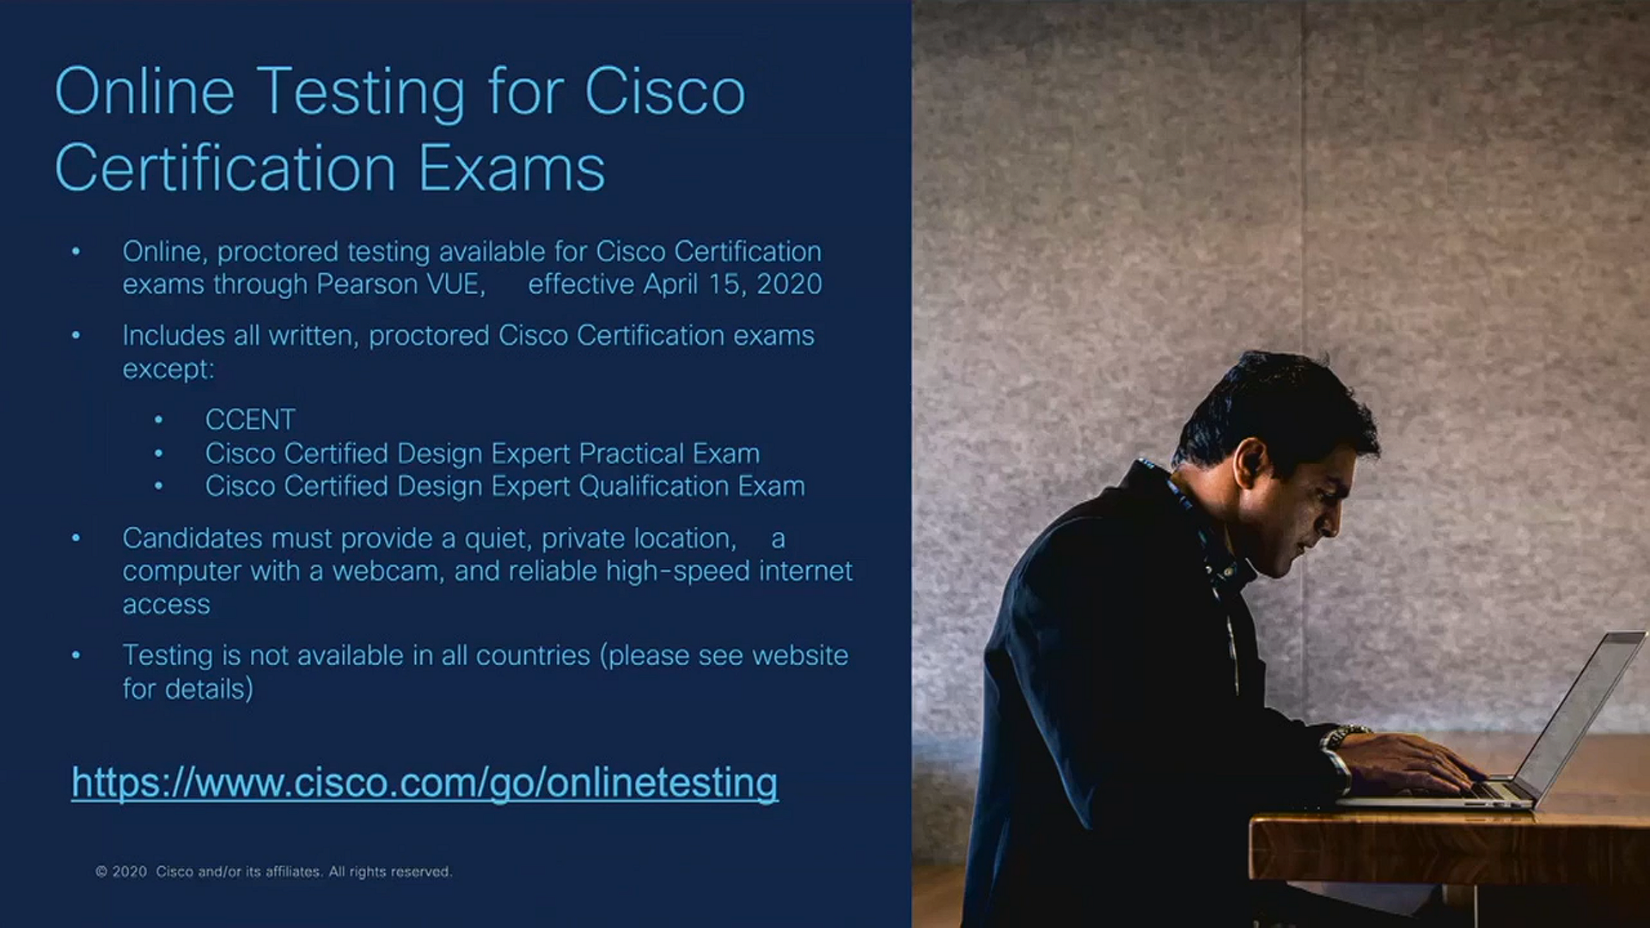 Online Testing for Cisco
Certification Exams
• Online, proctored testing available for Cisco Certification
exams through Pearson VUE, effective April 15, 2020
• Includes all written, proctored Cisco Certification exams
except:
• CCENT
• Cisco Certified Design Expert Practical Exam
• Cisco Certified Design Expert Qualification Exam
• Candidates must provide a quiet, private location, a
computer with a webcam, and reliable high-speed internet
access
• Testing is not available in all countries (please see website
for details)
https://www.cisco.com/go/onlinetesting
© 2020 Cisco and/or its affiliates. All rights reserved.